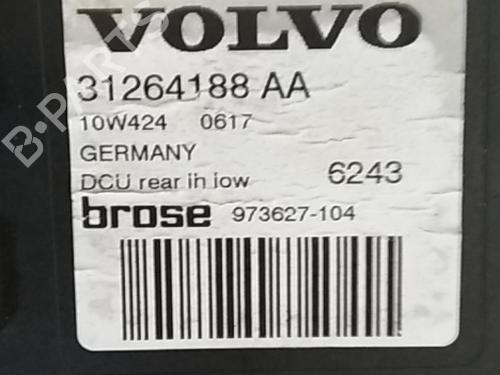 VOLVO
31264188 AA
10W424 0617
GERMANY
DCU rear lh low 6243
brose 973627-104
B-PARTS